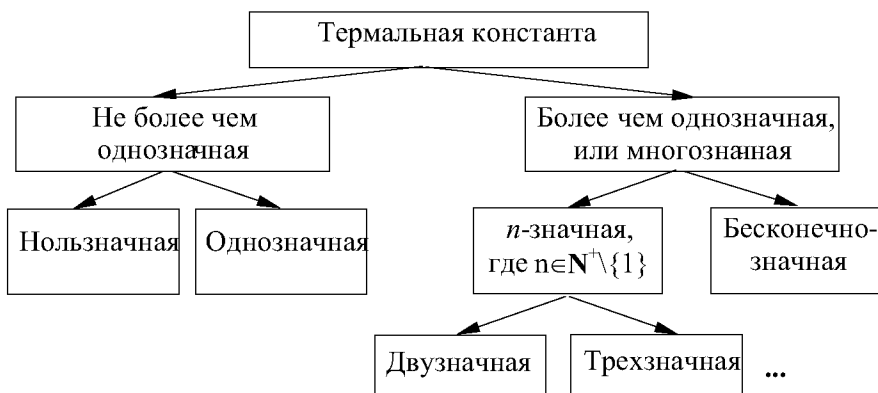 Термальная константа
Не более чем
однозначная
Более чем однозначная,
или многозначная
Нользначная
Однозначная
n-значная,
где n∈N⁺\{1}
Бесконечно-
значная
Двузначная
Трехзначная
...